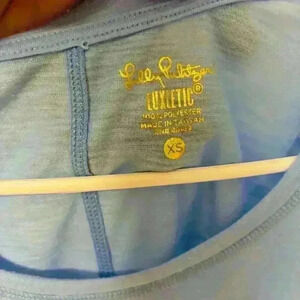 Lilly Pulitzer
LUXLETIC®
100% POLYESTER
MADE IN TAIWAN
XS